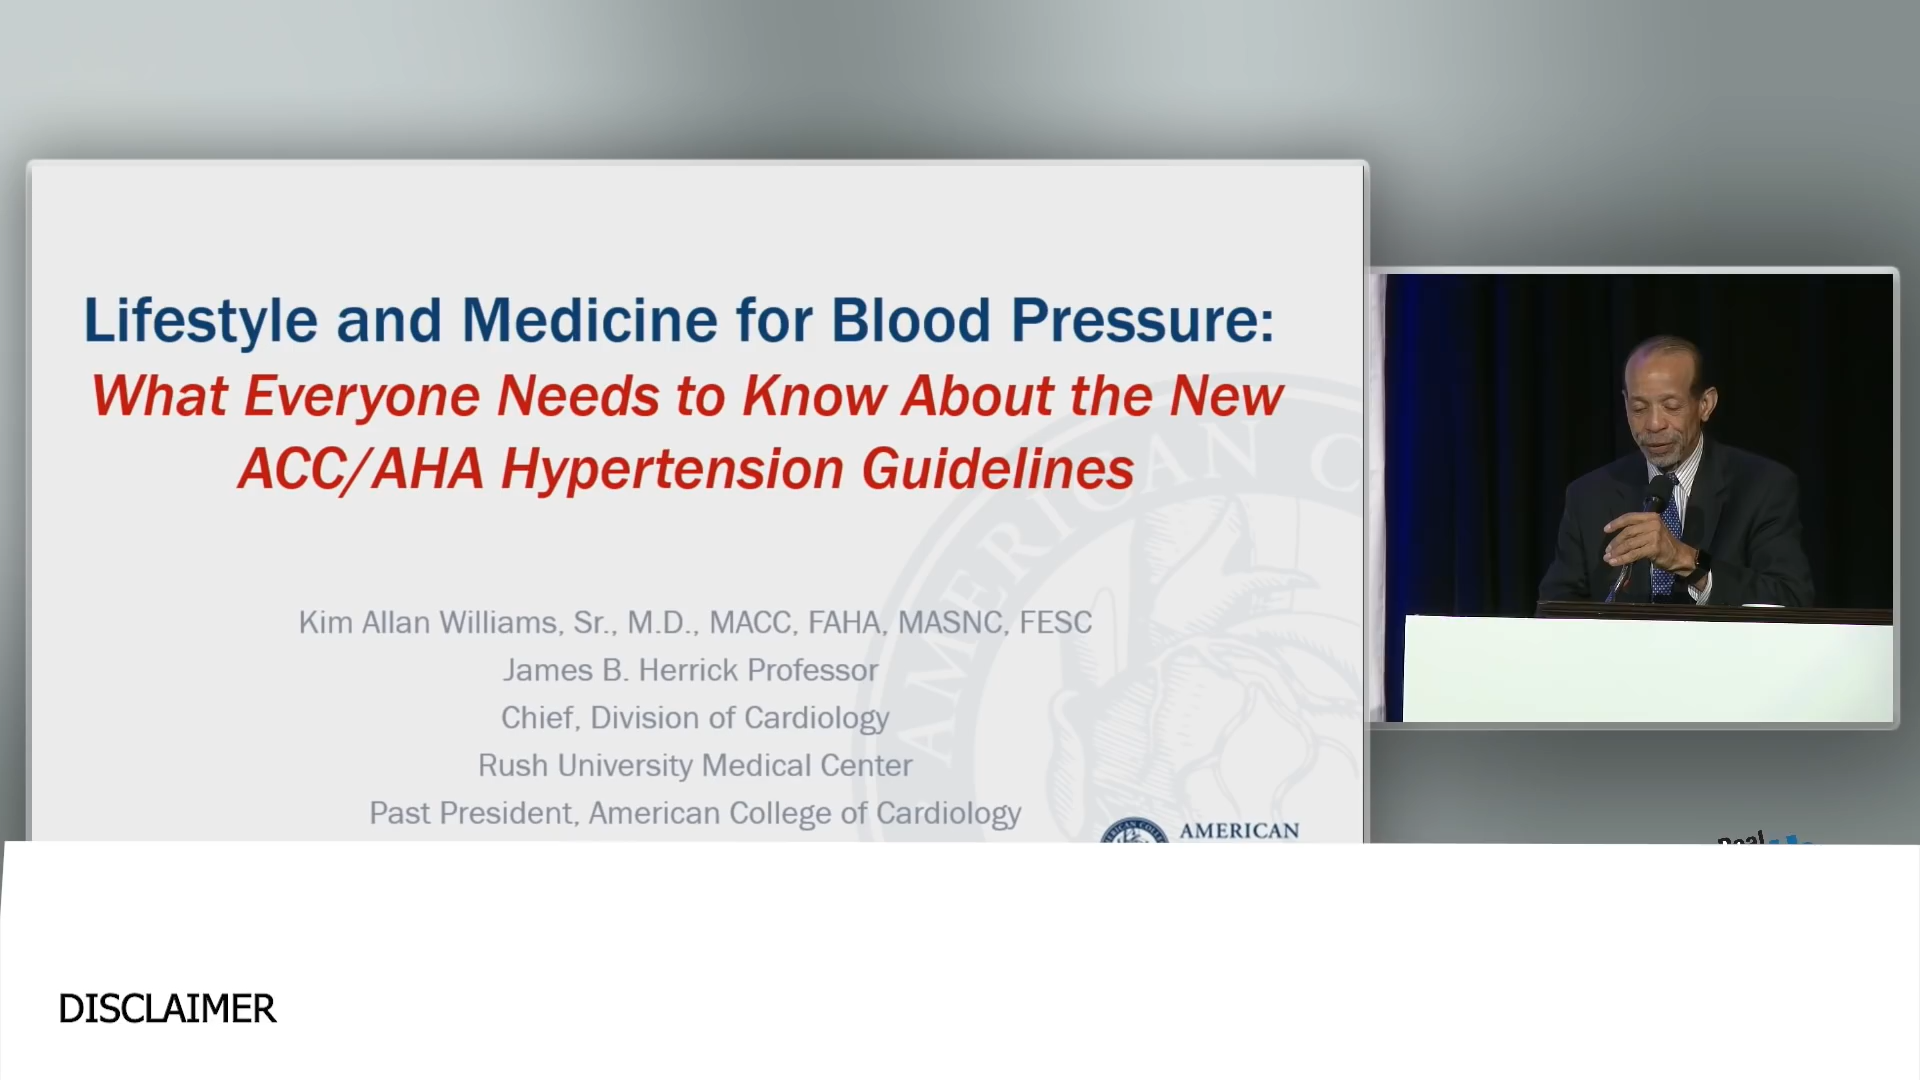 Lifestyle and Medicine for Blood Pressure:
What Everyone Needs to Know About the New
ACC/AHA Hypertension Guidelines
Kim Allan Williams, Sr., M.D., MACC, FAHA, MASNC, FESC
James B. Herrick Professor
Chief, Division of Cardiology
Rush University Medical Center
Past President, American College of Cardiology
AMERICAN C
AMERICAN
Real
DISCLAIMER